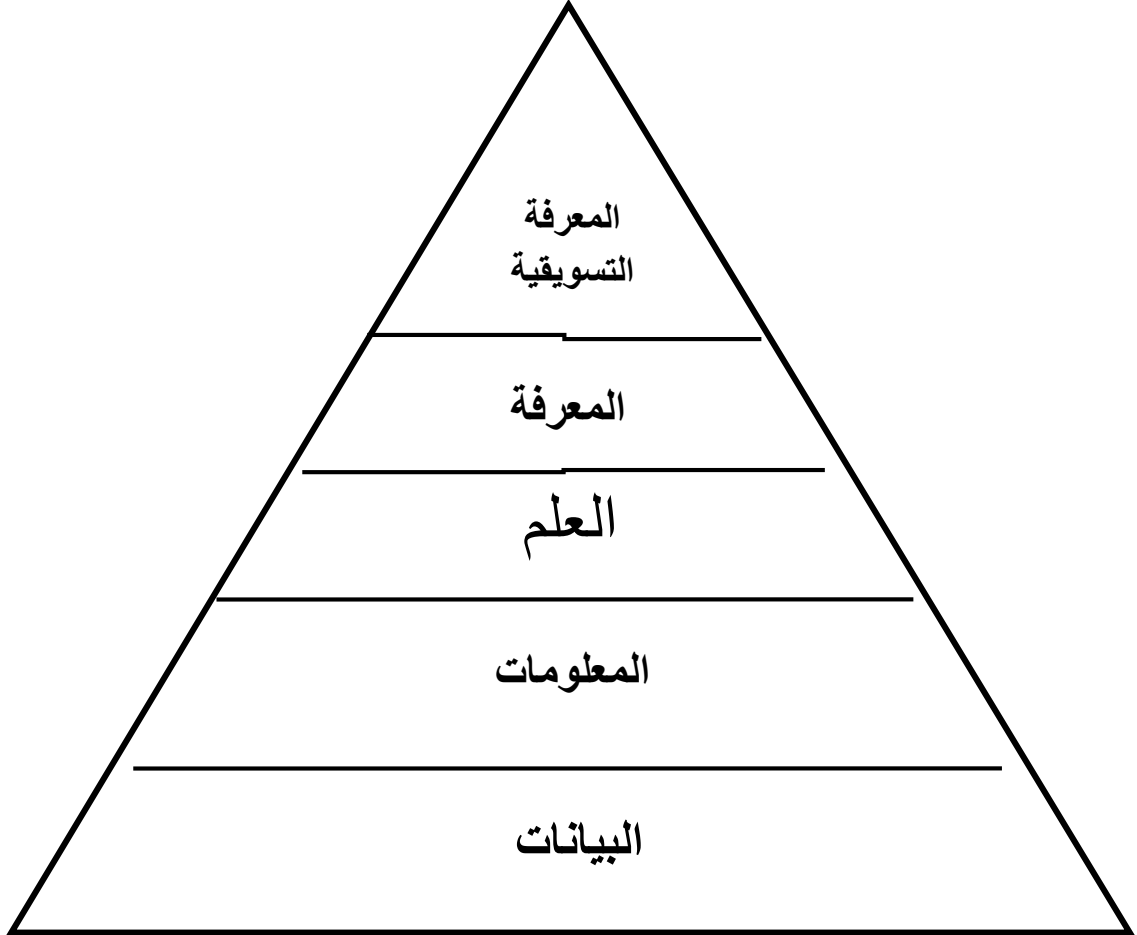 المعرفة
التسويقية
المعرفة
العلم
المعلومات
البيانات